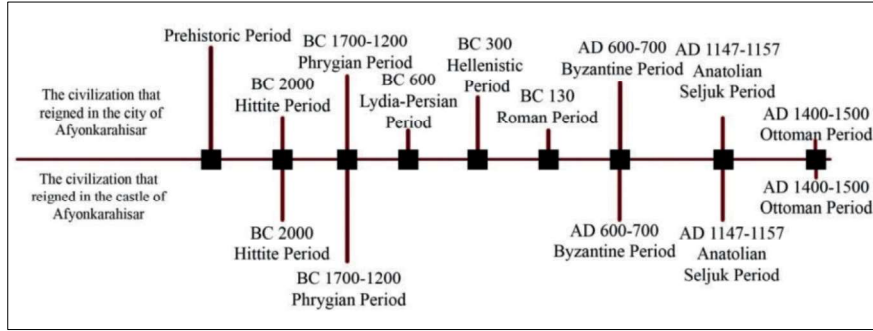 Prehistoric Period
BC 2000
Hittite Period
BC 1700-1200
Phrygian Period
BC 600
Lydia-Persian
Period
BC 300
Hellenistic
Period
BC 130
Roman Period
AD 600-700
Byzantine Period
AD 1147-1157
Anatolian
Seljuk Period
AD 1400-1500
Ottoman Period
The civilization that
reigned in the city of
Afyonkarahisar
The civilization that
reigned in the castle of
Afyonkarahisar
BC 2000
Hittite Period
BC 1700-1200
Phrygian Period
AD 600-700
Byzantine Period
AD 1147-1157
Anatolian
Seljuk Period
AD 1400-1500
Ottoman Period